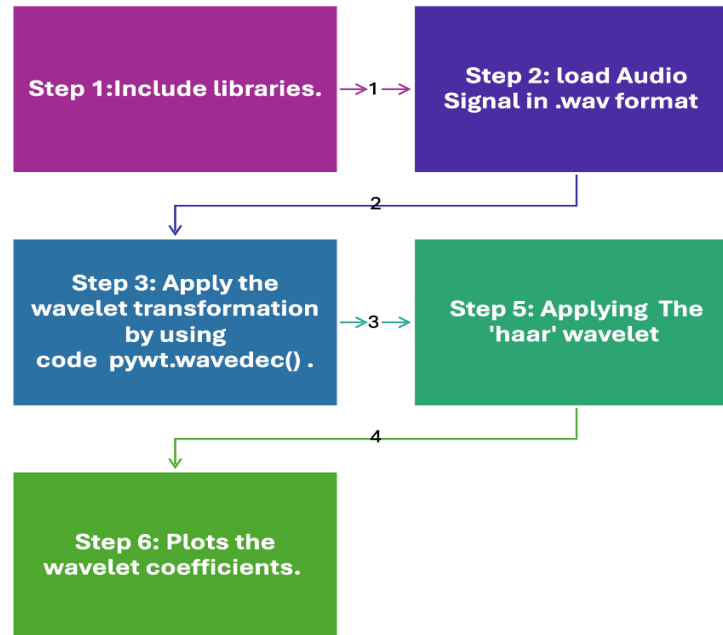 Step 1:Include libraries.
1
Step 2: load Audio
Signal in .wav format
2
Step 3: Apply the
wavelet transformation
by using
code pywt.wavedec() .
3
Step 5: Applying The
'haar' wavelet
4
Step 6: Plots the
wavelet coefficients.